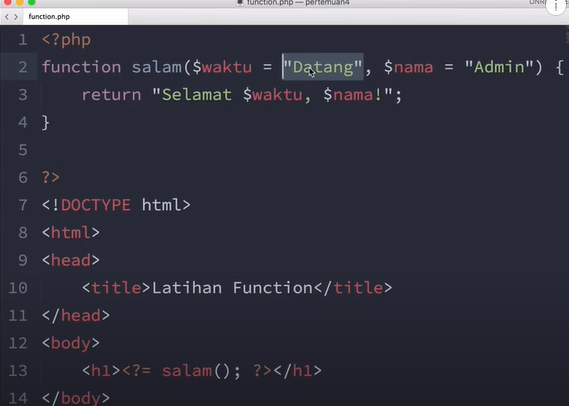 function.php — pertemuan4
function.php
1 <?php
2 function salam($waktu = "Datang", $nama = "Admin") {
3     return "Selamat $waktu, $nama!";
4 }
5
6 ?>
7 <!DOCTYPE html>
8 <html>
9 <head>
10     <title>Latihan Function</title>
11 </head>
12 <body>
13     <h1><?= salam(); ?></h1>
14 </body>